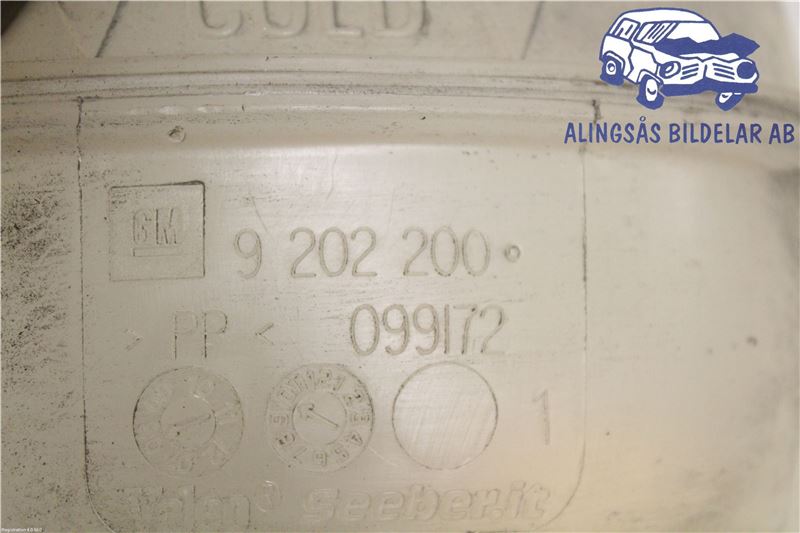 COLD
ALINGSÅS BILDELAR AB
GM
9 202 200
> PP < 099172
1
Seeber.it